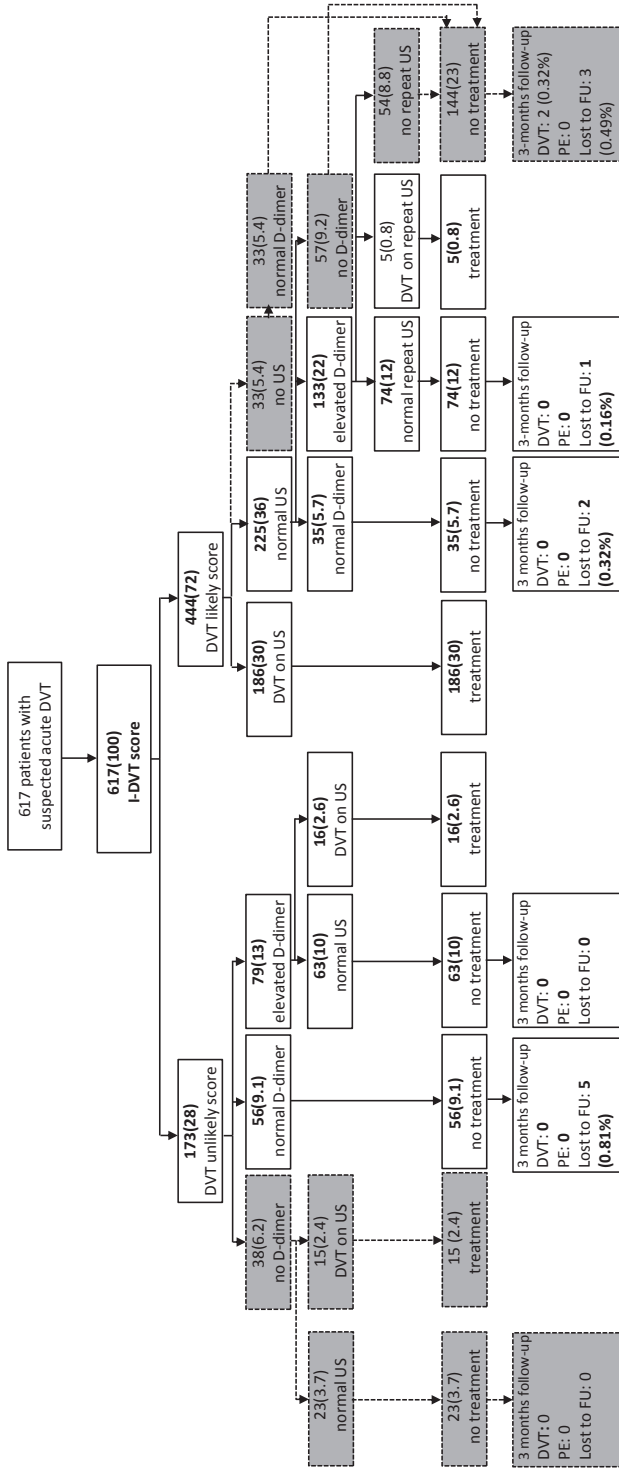 617 patients with
suspected acute DVT
617(100)
I-DVT score
173(28)
DVT unlikely score
444(72)
DVT likely score
38(6.2)
no D-dimer
56(9.1)
normal D-dimer
79(13)
elevated D-dimer
186(30)
DVT on US
225(36)
normal US
33(5.4)
no US
33(5.4)
normal D-dimer
23(3.7)
normal US
15(2.4)
DVT on US
63(10)
normal US
16(2.6)
DVT on US
35(5.7)
normal D-dimer
133(22)
elevated D-dimer
57(9.2)
no D-dimer
74(12)
normal repeat US
5(0.8)
DVT on repeat US
54(8.8)
no repeat US
23(3.7)
no treatment
15 (2.4)
treatment
56(9.1)
no treatment
63(10)
no treatment
16(2.6)
treatment
186(30)
treatment
35(5.7)
no treatment
74(12)
no treatment
5(0.8)
treatment
144(23)
no treatment
3 months follow-up
DVT: 0
PE: 0
Lost to FU: 0
3 months follow-up
DVT: 0
PE: 0
Lost to FU: 5
(0.81%)
3 months follow-up
DVT: 0
PE: 0
Lost to FU: 0
3 months follow-up
DVT: 0
PE: 0
Lost to FU: 2
(0.32%)
3-months follow-up
DVT: 0
PE: 0
Lost to FU: 1
(0.16%)
3-months follow-up
DVT: 2 (0.32%)
PE: 0
Lost to FU: 3
(0.49%)